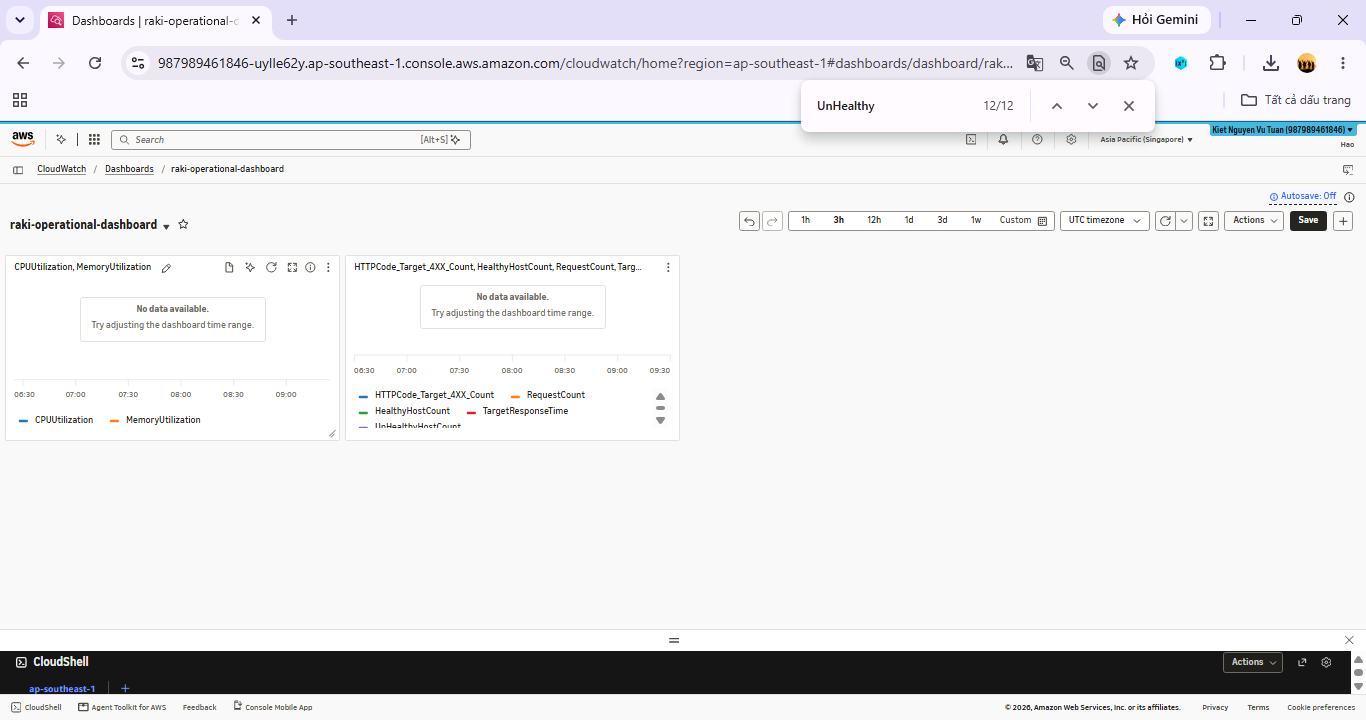 Dashboards | raki-operational-d
Hỏi Gemini
987989461846-uylle62y.ap-southeast-1.console.aws.amazon.com/cloudwatch/home?region=ap-southeast-1#dashboards/dashboard/rak...
UnHealthy 12/12
Tất cả dấu trang
aws
Search [Alt+S]
Asia Pacific (Singapore)
Kiet Nguyen Vu Tuan (987989461846)
Hao
CloudWatch / Dashboards / raki-operational-dashboard
Autosave: Off
raki-operational-dashboard
1h 3h 12h 1d 3d 1w Custom UTC timezone Actions Save
CPUUtilization, MemoryUtilization
No data available.
Try adjusting the dashboard time range.
06:30 07:00 07:30 08:00 08:30 09:00
CPUUtilization MemoryUtilization
HTTPCode_Target_4XX_Count, HealthyHostCount, RequestCount, Targ...
No data available.
Try adjusting the dashboard time range.
06:30 07:00 07:30 08:00 08:30 09:00 09:30
HTTPCode_Target_4XX_Count RequestCount
HealthyHostCount TargetResponseTime
UnHealthyHostCount
CloudShell
Actions
ap-southeast-1
CloudShell Agent Toolkit for AWS Feedback Console Mobile App
© 2026, Amazon Web Services, Inc. or its affiliates. Privacy Terms Cookie preferences